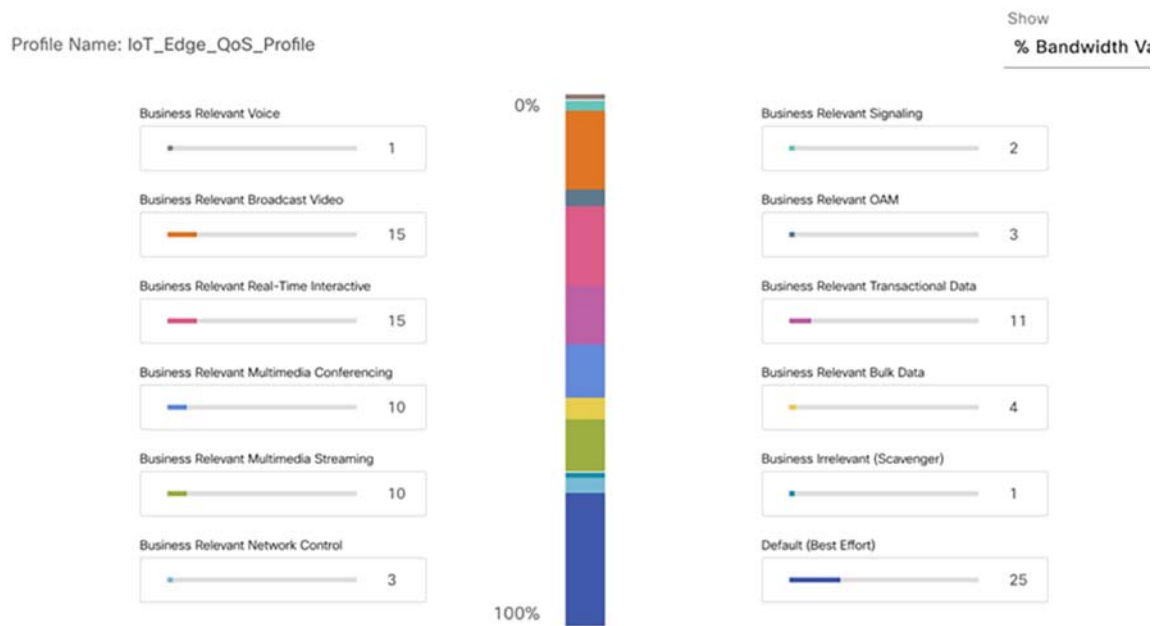 Show
Profile Name: IoT_Edge_QoS_Profile
% Bandwidth Va
0%
Business Relevant Voice
1
Business Relevant Signaling
2
Business Relevant Broadcast Video
15
Business Relevant OAM
3
Business Relevant Real-Time Interactive
15
Business Relevant Transactional Data
11
Business Relevant Multimedia Conferencing
10
Business Relevant Bulk Data
4
Business Relevant Multimedia Streaming
10
Business Irrelevant (Scavenger)
1
Business Relevant Network Control
3
Default (Best Effort)
25
100%